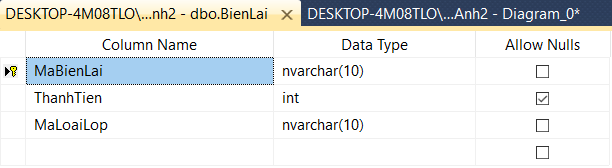 DESKTOP-4M08TLO\...nh2 - dbo.BienLai DESKTOP-4M08TLO\...Anh2 - Diagram_0*
Column Name Data Type Allow Nulls
MaBienLai nvarchar(10)
ThanhTien int
MaLoaiLop nvarchar(10)